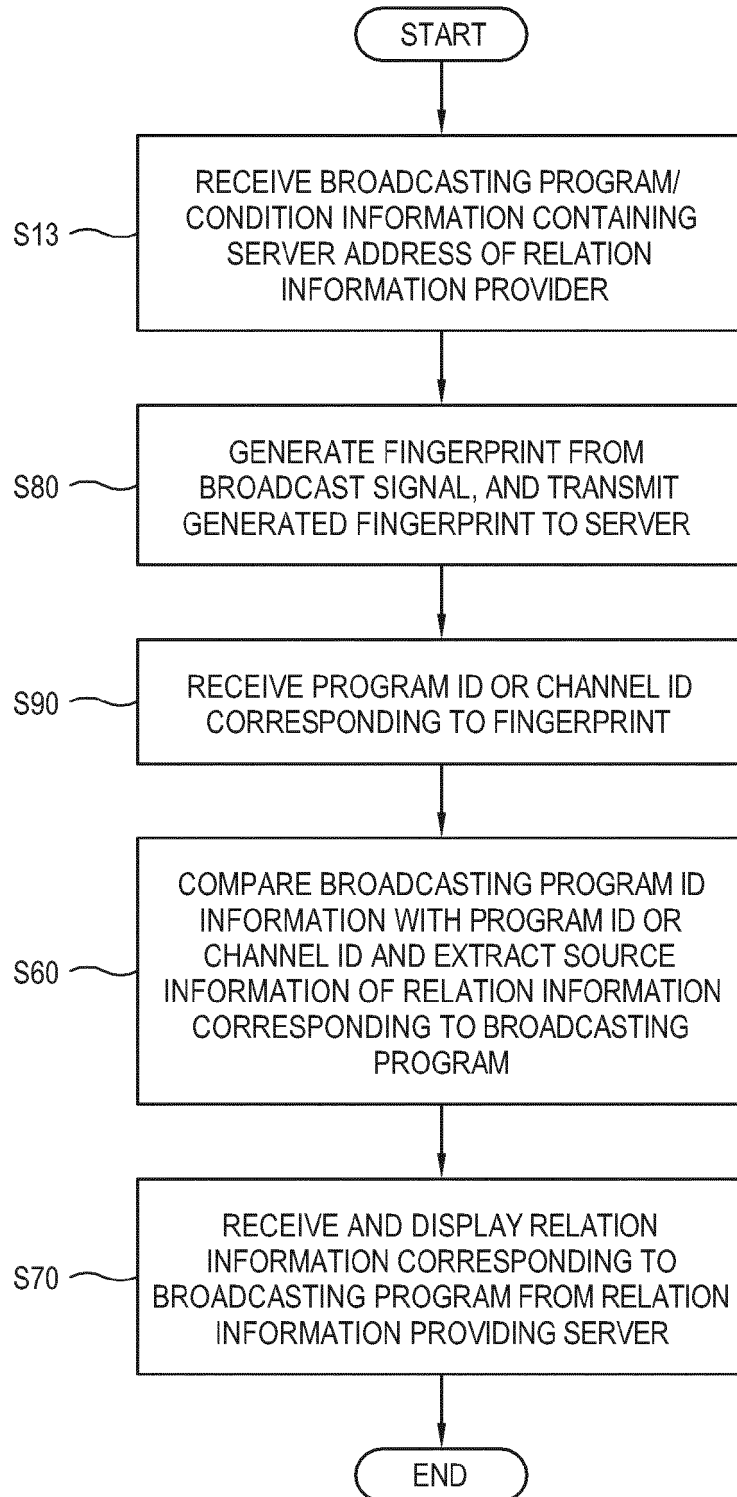 START
S13
RECEIVE BROADCASTING PROGRAM/
CONDITION INFORMATION CONTAINING
SERVER ADDRESS OF RELATION
INFORMATION PROVIDER
S80
GENERATE FINGERPRINT FROM
BROADCAST SIGNAL, AND TRANSMIT
GENERATED FINGERPRINT TO SERVER
S90
RECEIVE PROGRAM ID OR CHANNEL ID
CORRESPONDING TO FINGERPRINT
S60
COMPARE BROADCASTING PROGRAM ID
INFORMATION WITH PROGRAM ID OR
CHANNEL ID AND EXTRACT SOURCE
INFORMATION OF RELATION INFORMATION
CORRESPONDING TO BROADCASTING
PROGRAM
S70
RECEIVE AND DISPLAY RELATION
INFORMATION CORRESPONDING TO
BROADCASTING PROGRAM FROM RELATION
INFORMATION PROVIDING SERVER
END